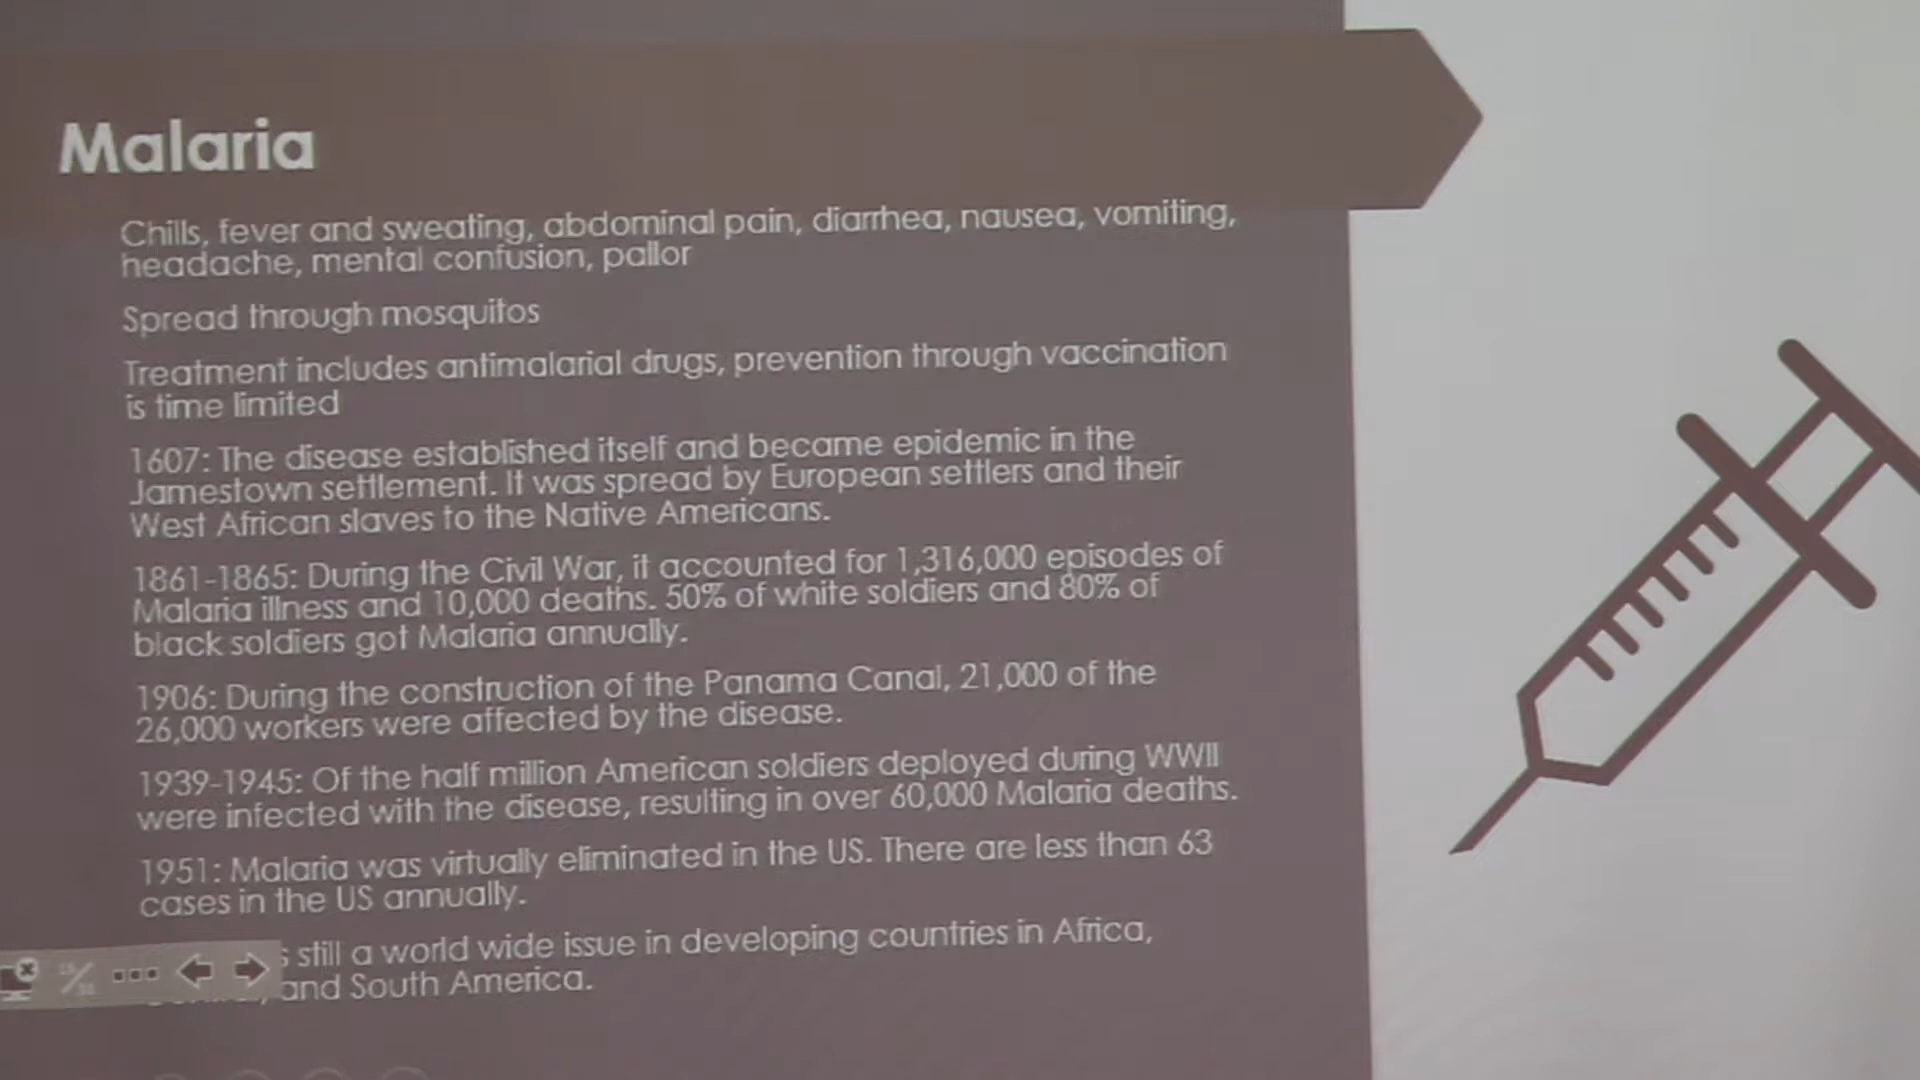 Malaria
Chills, fever and sweating, abdominal pain, diarrhea, nausea, vomiting,
headache, mental confusion, pallor
Spread through mosquitos
Treatment includes antimalarial drugs, prevention through vaccination
is time limited
1607: The disease established itself and became epidemic in the
Jamestown settlement. It was spread by European settlers and their
West African slaves to the Native Americans.
1861-1865: During the Civil War, it accounted for 1,316,000 episodes of
Malaria illness and 10,000 deaths. 50% of white soldiers and 80% of
black soldiers got Malaria annually.
1906: During the construction of the Panama Canal, 21,000 of the
26,000 workers were affected by the disease.
1939-1945: Of the half million American soldiers deployed during WWII
were infected with the disease, resulting in over 60,000 Malaria deaths.
1951: Malaria was virtually eliminated in the US. There are less than 63
cases in the US annually.
still a world wide issue in developing countries in Africa,
and South America.